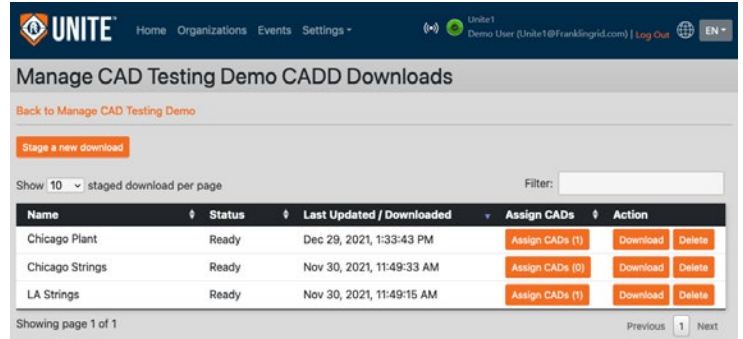 UNITE
Home Organizations Events Settings
Unite1
Demo User (Unite1@Franklingrid.com) | Log Out
EN
Manage CAD Testing Demo CADD Downloads
Back to Manage CAD Testing Demo
Stage a new download
Show 10 staged download per page
Filter:
Name Status Last Updated / Downloaded Assign CADs Action
Chicago Plant Ready Dec 29, 2021, 1:33:43 PM Assign CADs (1) Download Delete
Chicago Strings Ready Nov 30, 2021, 11:49:33 AM Assign CADs (0) Download Delete
LA Strings Ready Nov 30, 2021, 11:49:15 AM Assign CADs (1) Download Delete
Showing page 1 of 1
Previous 1 Next